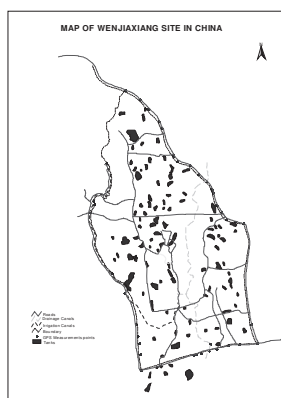 MAP OF WENJIAXIANG SITE IN CHINA
N
Roads
Drainage Canals
Irrigation Canals
Boundary
GPS Measurements points
Tanks